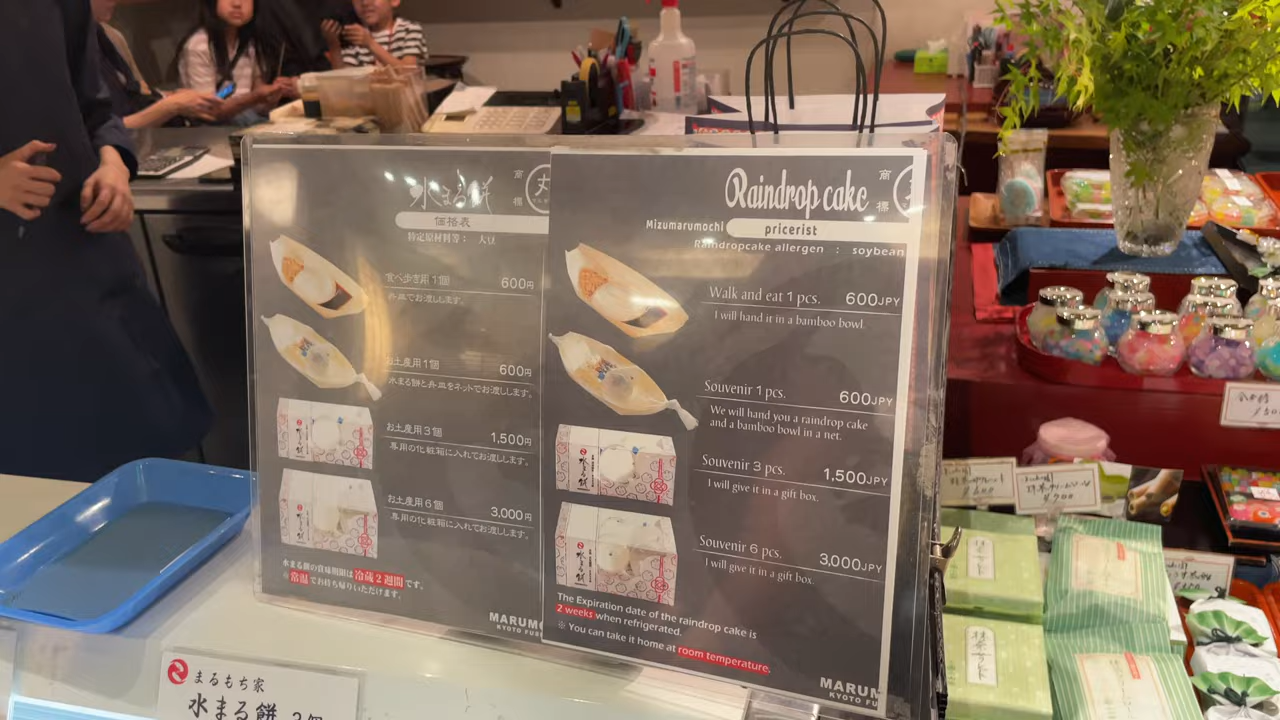 水まる餅
商
標
価格表
特定原材料等： 大豆
食べ歩き用1個 600円
舟皿でお渡しします。
お土産用1個 600円
水まる餅と舟皿をネットでお渡しします。
お土産用3個 1,500円
専用の化粧箱に入れてお渡しします。
お土産用6個 3,000円
専用の化粧箱に入れてお渡しします。
水まる餅の賞味期限は冷蔵2週間です。
※常温でお持ち帰りいただけます。
MARUMO
Raindrop cake
商
標
Mizumarumochi pricerist
Raindropcake allergen : soybean
Walk and eat 1 pcs. 600JPY
I will hand it in a bamboo bowl.
Souvenir 1 pcs. 600JPY
We will hand you a raindrop cake
and a bamboo bowl in a net.
Souvenir 3 pcs. 1,500JPY
I will give it in a gift box.
Souvenir 6 pcs. 3,000JPY
I will give it in a gift box.
The Expiration date of the raindrop cake is
2 weeks when refrigerated.
※ You can take it home at room temperature.
MARUM
KYOTO FU
まるもち家
水まる餅